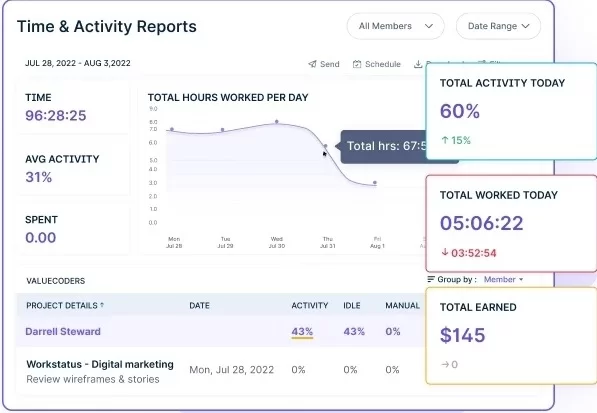 Time & Activity Reports
All Members
Date Range
JUL 28, 2022 - AUG 3,2022
Send
Schedule
TIME
96:28:25
AVG ACTIVITY
31%
SPENT
0.00
TOTAL HOURS WORKED PER DAY
9.0
8.0
7.0
6.0
5.0
4.0
3.0
2.0
1.0
0.0
Total hrs: 67:5
Mon
Jul 28
Tue
Jul 29
Wed
Jul 30
Thu
Jul 31
Fri
Aug 1
TOTAL ACTIVITY TODAY
60%
↑ 15%
TOTAL WORKED TODAY
05:06:22
↓ 03:52:54
VALUECODERS
Group by : Member
PROJECT DETAILS ↑ DATE ACTIVITY IDLE MANUAL
Darrell Steward 43% 43% 0%
Workstatus - Digital marketing Mon, Jul 28, 2022 0% 0% 0%
Review wireframes & stories
TOTAL EARNED
$145
→ 0